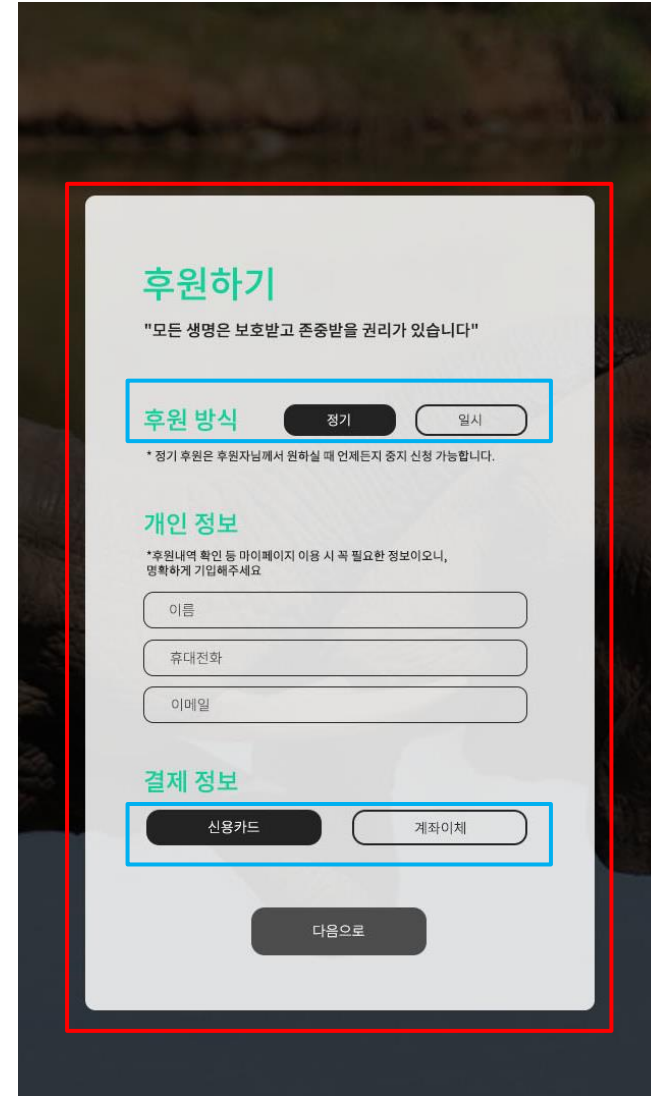 후원하기
"모든 생명은 보호받고 존중받을 권리가 있습니다"
후원 방식 정기 일시
* 정기 후원은 후원자님께서 원하실 때 언제든지 중지 신청 가능합니다.
개인 정보
*후원내역 확인 등 마이페이지 이용 시 꼭 필요한 정보이오니,
명확하게 기입해주세요
이름
휴대전화
이메일
결제 정보
신용카드 계좌이체
다음으로